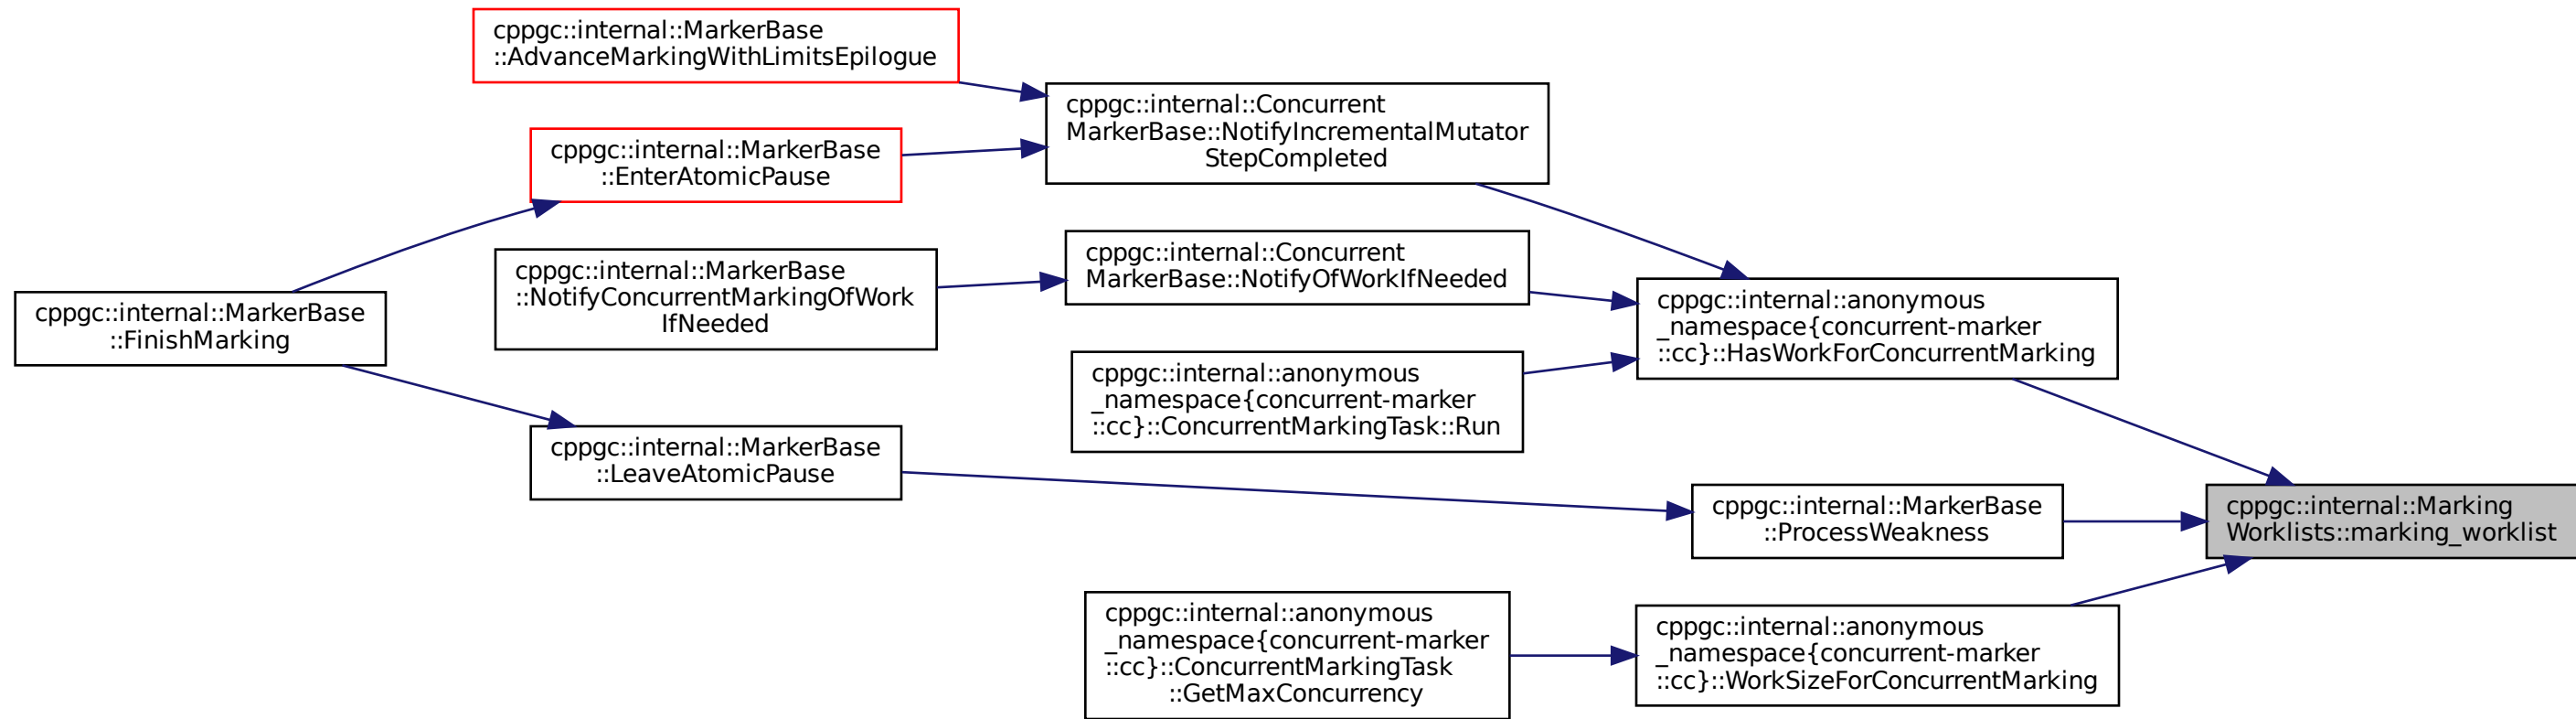 cppgc::internal::MarkerBase
::AdvanceMarkingWithLimitsEpilogue
cppgc::internal::Concurrent
MarkerBase::NotifyIncrementalMutator
StepCompleted
cppgc::internal::MarkerBase
::EnterAtomicPause
cppgc::internal::Concurrent
MarkerBase::NotifyOfWorkIfNeeded
cppgc::internal::MarkerBase
::NotifyConcurrentMarkingOfWork
IfNeeded
cppgc::internal::anonymous
_namespace{concurrent-marker
::cc}::HasWorkForConcurrentMarking
cppgc::internal::MarkerBase
::FinishMarking
cppgc::internal::anonymous
_namespace{concurrent-marker
::cc}::ConcurrentMarkingTask::Run
cppgc::internal::MarkerBase
::LeaveAtomicPause
cppgc::internal::MarkerBase
::ProcessWeakness
cppgc::internal::Marking
Worklists::marking_worklist
cppgc::internal::anonymous
_namespace{concurrent-marker
::cc}::ConcurrentMarkingTask
::GetMaxConcurrency
cppgc::internal::anonymous
_namespace{concurrent-marker
::cc}::WorkSizeForConcurrentMarking